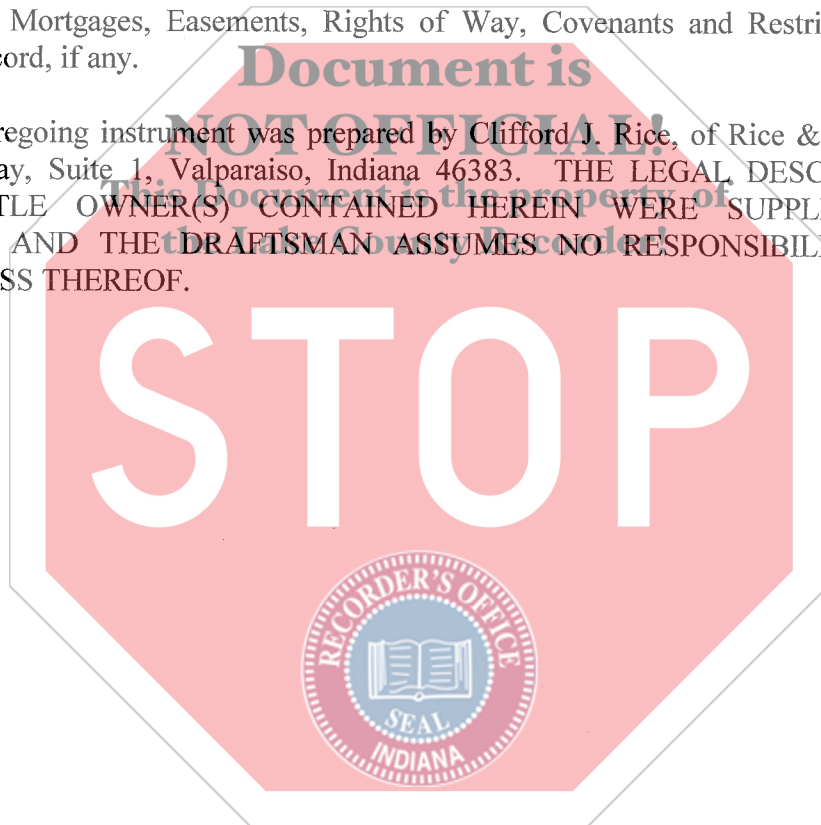 Mortgages, Easements, Rights of Way, Covenants and Restri
cord, if any.
Document is
NOT OFFICIAL!
regoing instrument was prepared by Clifford J. Rice, of Rice &
ay, Suite 1, Valparaiso, Indiana 46383. THE LEGAL DESC
This Document is the property of
TLE OWNER(S) CONTAINED HEREIN WERE SUPPL
the Lake County Recorder!
AND THE DRAFTSMAN ASSUMES NO RESPONSIBIL
SS THEREOF.
STOP
RECORDER'S OFFICE
SEAL
INDIANA